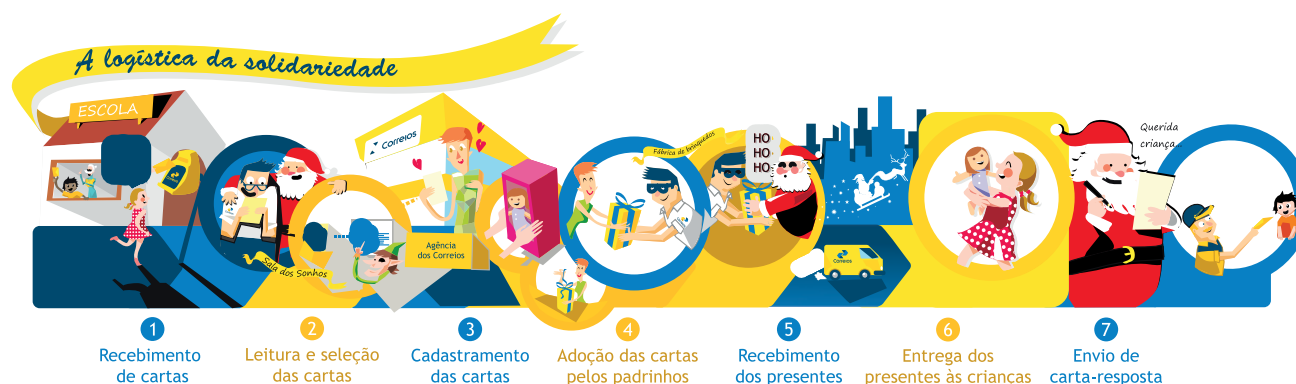 A logística da solidariedade
ESCOLA
Correios
Sala dos Sonhos
Agência
dos Correios
Fábrica de brinquedos
HO
HO
HO
Correios
Querida
criança...
1
Recebimento
de cartas
2
Leitura e seleção
das cartas
3
Cadastramento
das cartas
4
Adoção das cartas
pelos padrinhos
5
Recebimento
dos presentes
6
Entrega dos
presentes às crianças
7
Envio de
carta-resposta